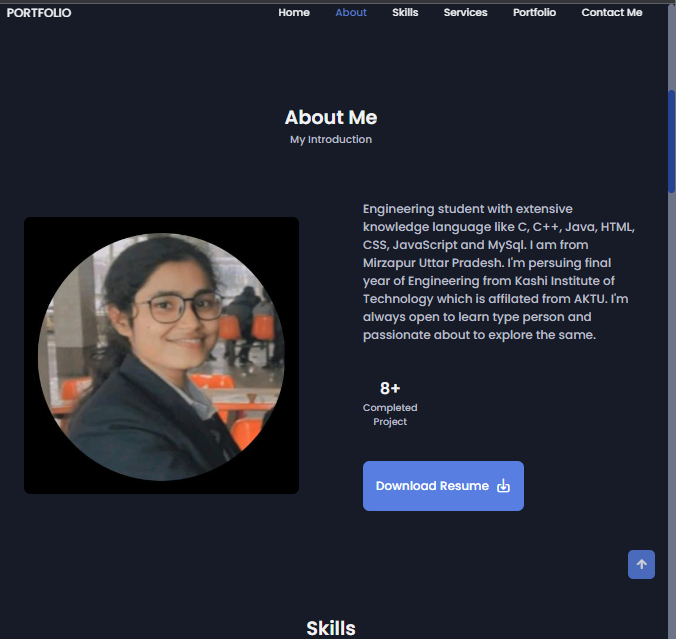 PORTFOLIO
Home About Skills Services Portfolio Contact Me
About Me
My Introduction
Engineering student with extensive
knowledge language like C, C++, Java, HTML,
CSS, JavaScript and MySql. I am from
Mirzapur Uttar Pradesh. I'm persuing final
year of Engineering from Kashi Institute of
Technology which is affilated from AKTU. I'm
always open to learn type person and
passionate about to explore the same.
8+
Completed
Project
Download Resume
Skills